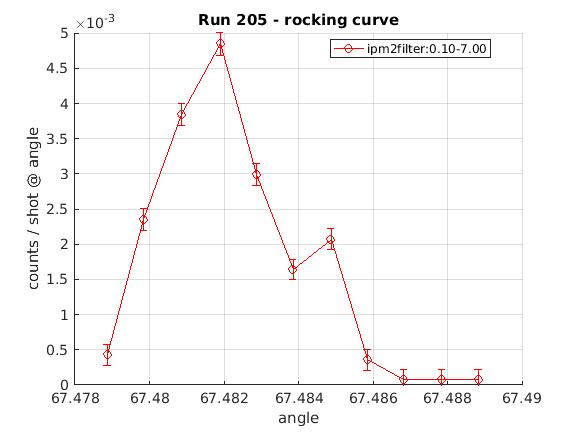 Run 205 - rocking curve
×10⁻³
ipm2filter:0.10-7.00
5
4.5
4
3.5
3
2.5
2
1.5
1
0.5
0
counts / shot @ angle
67.478 67.48 67.482 67.484 67.486 67.488 67.49
angle